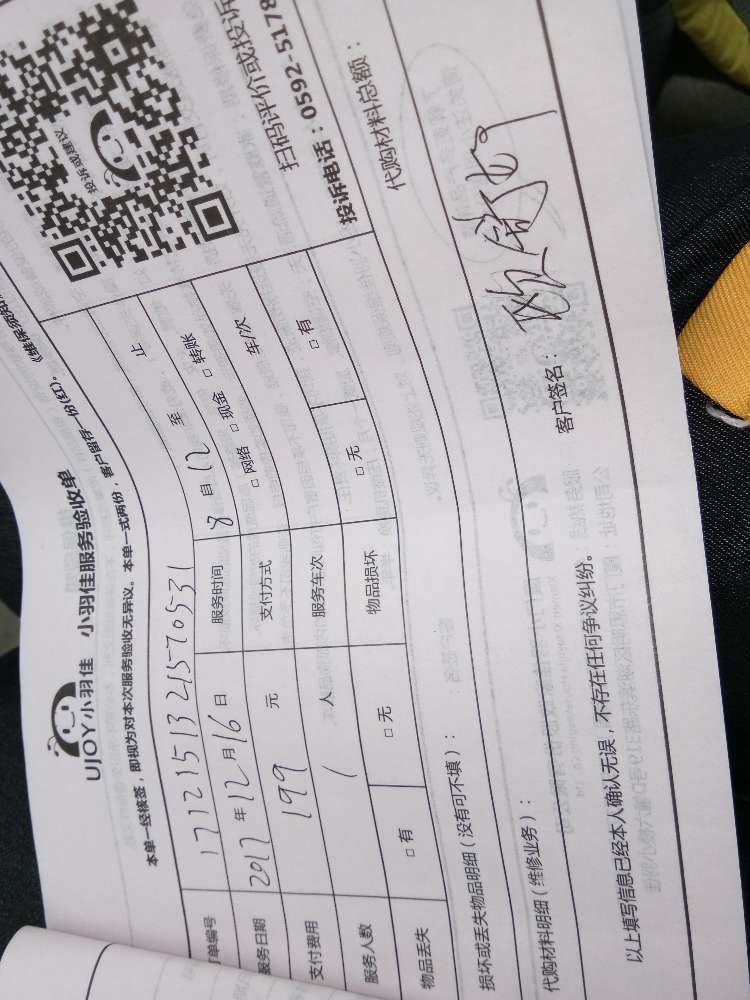 UJOY小羽佳 小羽佳服务验收单
本单一经核签，即视为对本次服务验收无异议。本单一式两份，客户留存一份(红)。《维保须知
订单编号 171215132157053​1
服务日期 2017 年 12 月 16 日 服务时间 8 自 12 至 止
支付费用 199 元 支付方式 □ 网络 □ 现金 □ 转账
服务人数 1 人 服务车次 车/次
物品丢失 □ 有 □ 无 物品损坏 □ 无 □ 有
损坏或丢失物品明细（没有可不填）：
代购材料明细（维修业务）： 代购材料总额：
以上填写信息已经本人确认无误，不存在任何争议纠纷。
客户签名：
投诉或建议
扫码评价或投诉
投诉电话：0592-5178